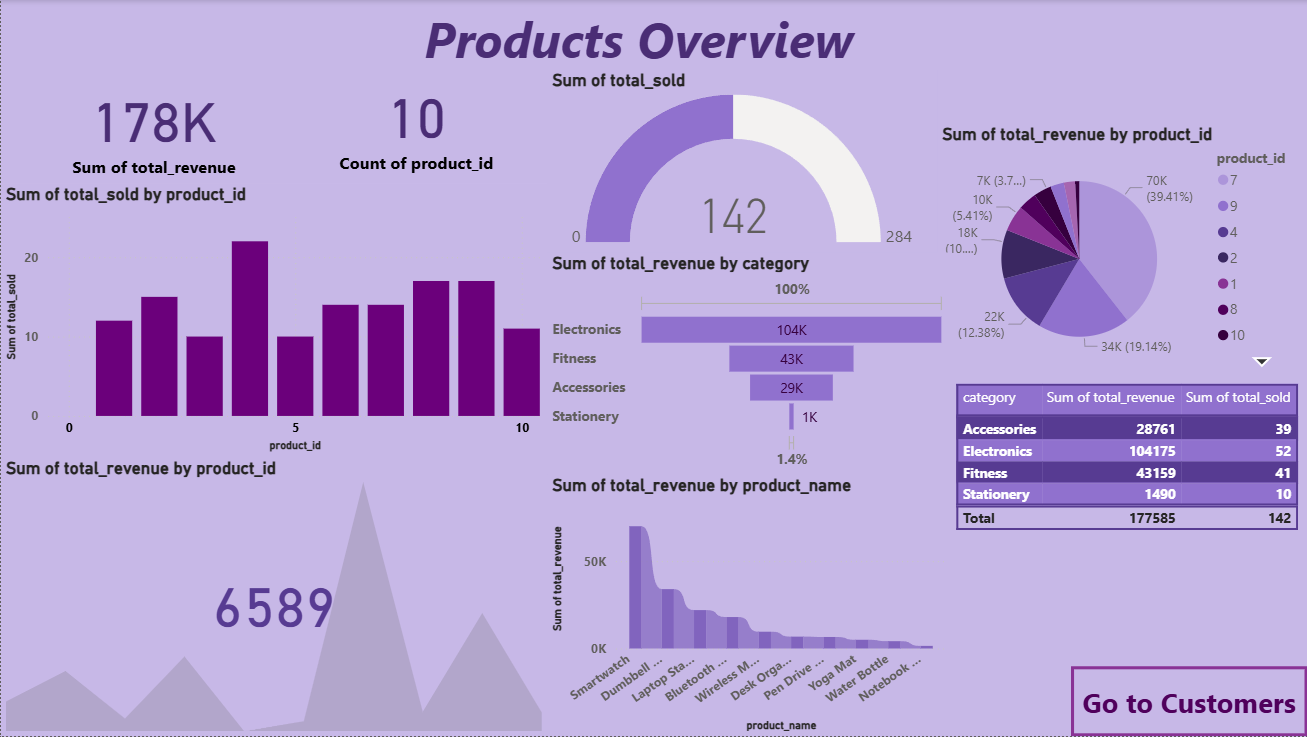 Products Overview
178K
Sum of total_revenue
10
Count of product_id
Sum of total_sold
142
0
284
Sum of total_revenue by product_id
product_id
7
9
4
2
1
8
10
70K
(39.41%)
34K (19.14%)
22K
(12.38%)
18K
(10....)
10K
(5.41%)
7K (3.7...)
Sum of total_sold by product_id
Sum of total_sold
20
10
0
0
5
10
product_id
Sum of total_revenue by category
100%
Electronics
104K
Fitness
43K
Accessories
29K
Stationery
1K
1.4%
category Sum of total_revenue Sum of total_sold
Accessories 28761 39
Electronics 104175 52
Fitness 43159 41
Stationery 1490 10
Total 177585 142
Sum of total_revenue by product_id
6589
Sum of total_revenue by product_name
Sum of total_revenue
50K
0K
Smartwatch
Dumbbell ...
Laptop Sta...
Bluetooth ...
Wireless M...
Desk Orga...
Pen Drive ...
Yoga Mat
Water Bottle
Notebook ...
product_name
Go to Customers